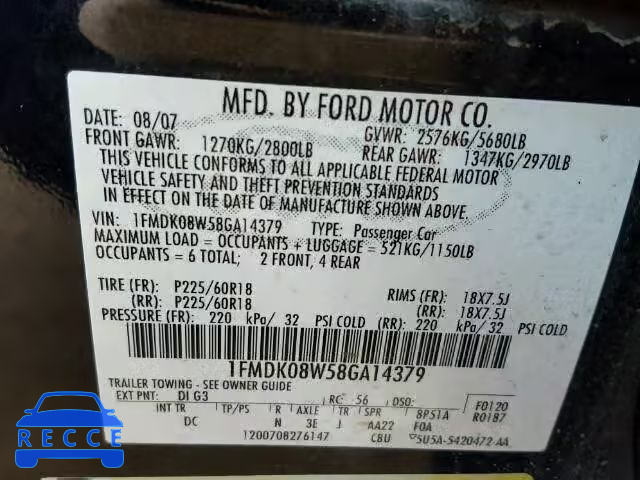 MFD. BY FORD MOTOR CO.
DATE: 08/07 GVWR: 2576KG/5680LB
FRONT GAWR: 1270KG/2800LB REAR GAWR: 1347KG/2970LB
THIS VEHICLE CONFORMS TO ALL APPLICABLE FEDERAL MOTOR
VEHICLE SAFETY AND THEFT PREVENTION STANDARDS
IN EFFECT ON THE DATE OF MANUFACTURE SHOWN ABOVE.
VIN: 1FMDK08W58GA14379 TYPE: Passenger Car
MAXIMUM LOAD = OCCUPANTS + LUGGAGE = 521KG/1150LB
OCCUPANTS = 6 TOTAL; 2 FRONT, 4 REAR
TIRE (FR): P225/60R18 RIMS (FR): 18X7.5J
(RR): P225/60R18 (RR): 18X7.5J
PRESSURE (FR): 220 kPa/ 32 PSI COLD (RR): 220 kPa/ 32 PSI COLD
1FMDK08W58GA14379
TRAILER TOWING - SEE OWNER GUIDE
EXT PNT: DI G3 RC: 56 DSO: F0120
INT TR TP/PS R AXLE TR SPR 8P51A R0187
DC N 3E J AA22 F0A
1200708276147 CBU 5U5A-5420472-AA
RECCE